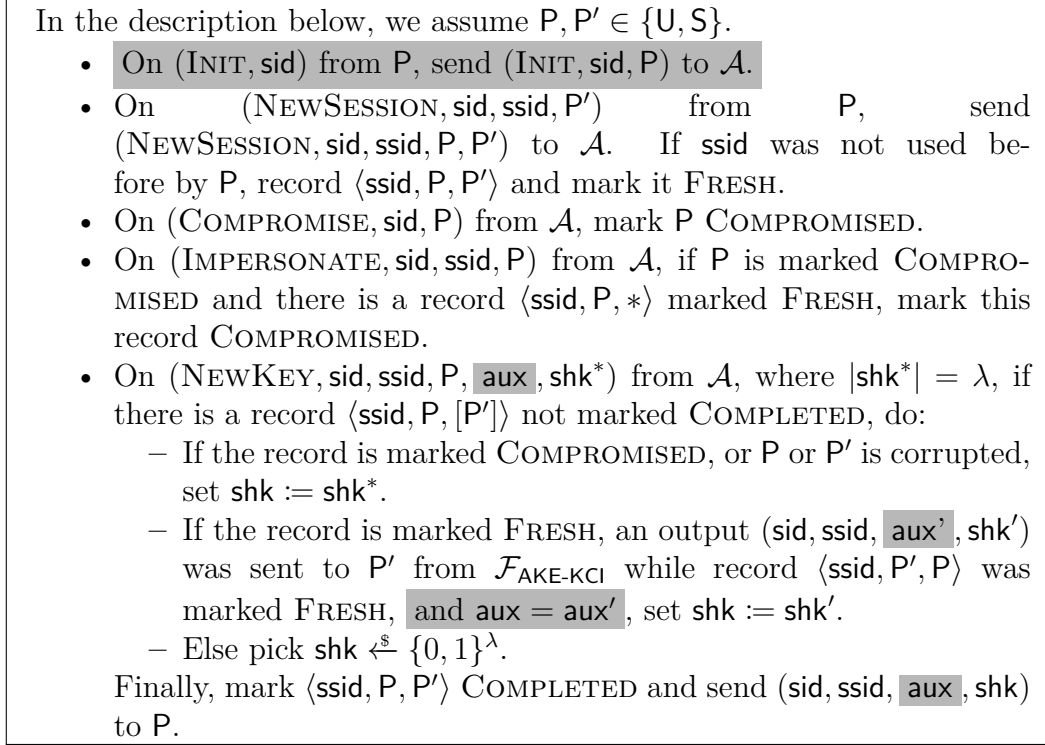 In the description below, we assume P, P′ ∈ {U, S}.
• On (INIT, sid) from P, send (INIT, sid, P) to 𝒜.
• On (NEWSESSION, sid, ssid, P′) from P, send
(NEWSESSION, sid, ssid, P, P′) to 𝒜. If ssid was not used be-
fore by P, record ⟨ssid, P, P′⟩ and mark it FRESH.
• On (COMPROMISE, sid, P) from 𝒜, mark P COMPROMISED.
• On (IMPERSONATE, sid, ssid, P) from 𝒜, if P is marked COMPRO-
MISED and there is a record ⟨ssid, P, ∗⟩ marked FRESH, mark this
record COMPROMISED.
• On (NEWKEY, sid, ssid, P, aux, shk*) from 𝒜, where |shk*| = λ, if
there is a record ⟨ssid, P, [P′]⟩ not marked COMPLETED, do:
– If the record is marked COMPROMISED, or P or P′ is corrupted,
set shk := shk*.
– If the record is marked FRESH, an output (sid, ssid, aux', shk′)
was sent to P′ from ℱ_AKE-KCI while record ⟨ssid, P′, P⟩ was
marked FRESH, and aux = aux′, set shk := shk′.
– Else pick shk ←$ {0, 1}^λ.
Finally, mark ⟨ssid, P, P′⟩ COMPLETED and send (sid, ssid, aux, shk)
to P.